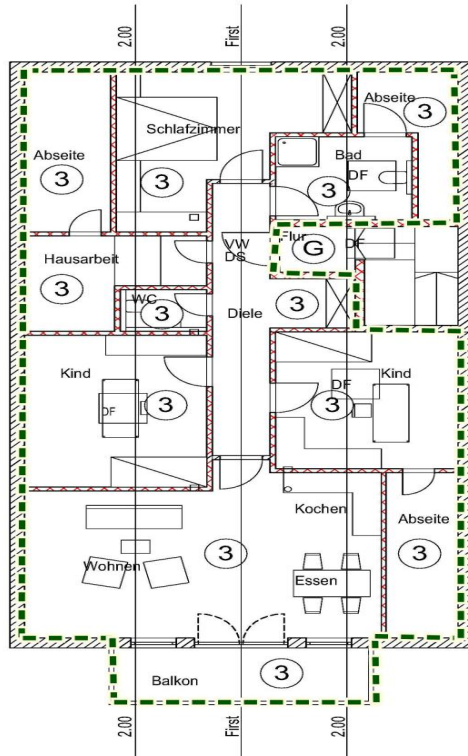 2.00
First
2.00
Abseite
3
Schlafzimmer
3
Abseite
3
Bad
DF
3
Hausarbeit
3
VW
DS
Flur
G
DF
WC
3
Diele
3
Kind
DF
3
DF
Kind
3
Kochen
Abseite
3
Wohnen
3
Essen
Balkon
3
2.00
First
2.00